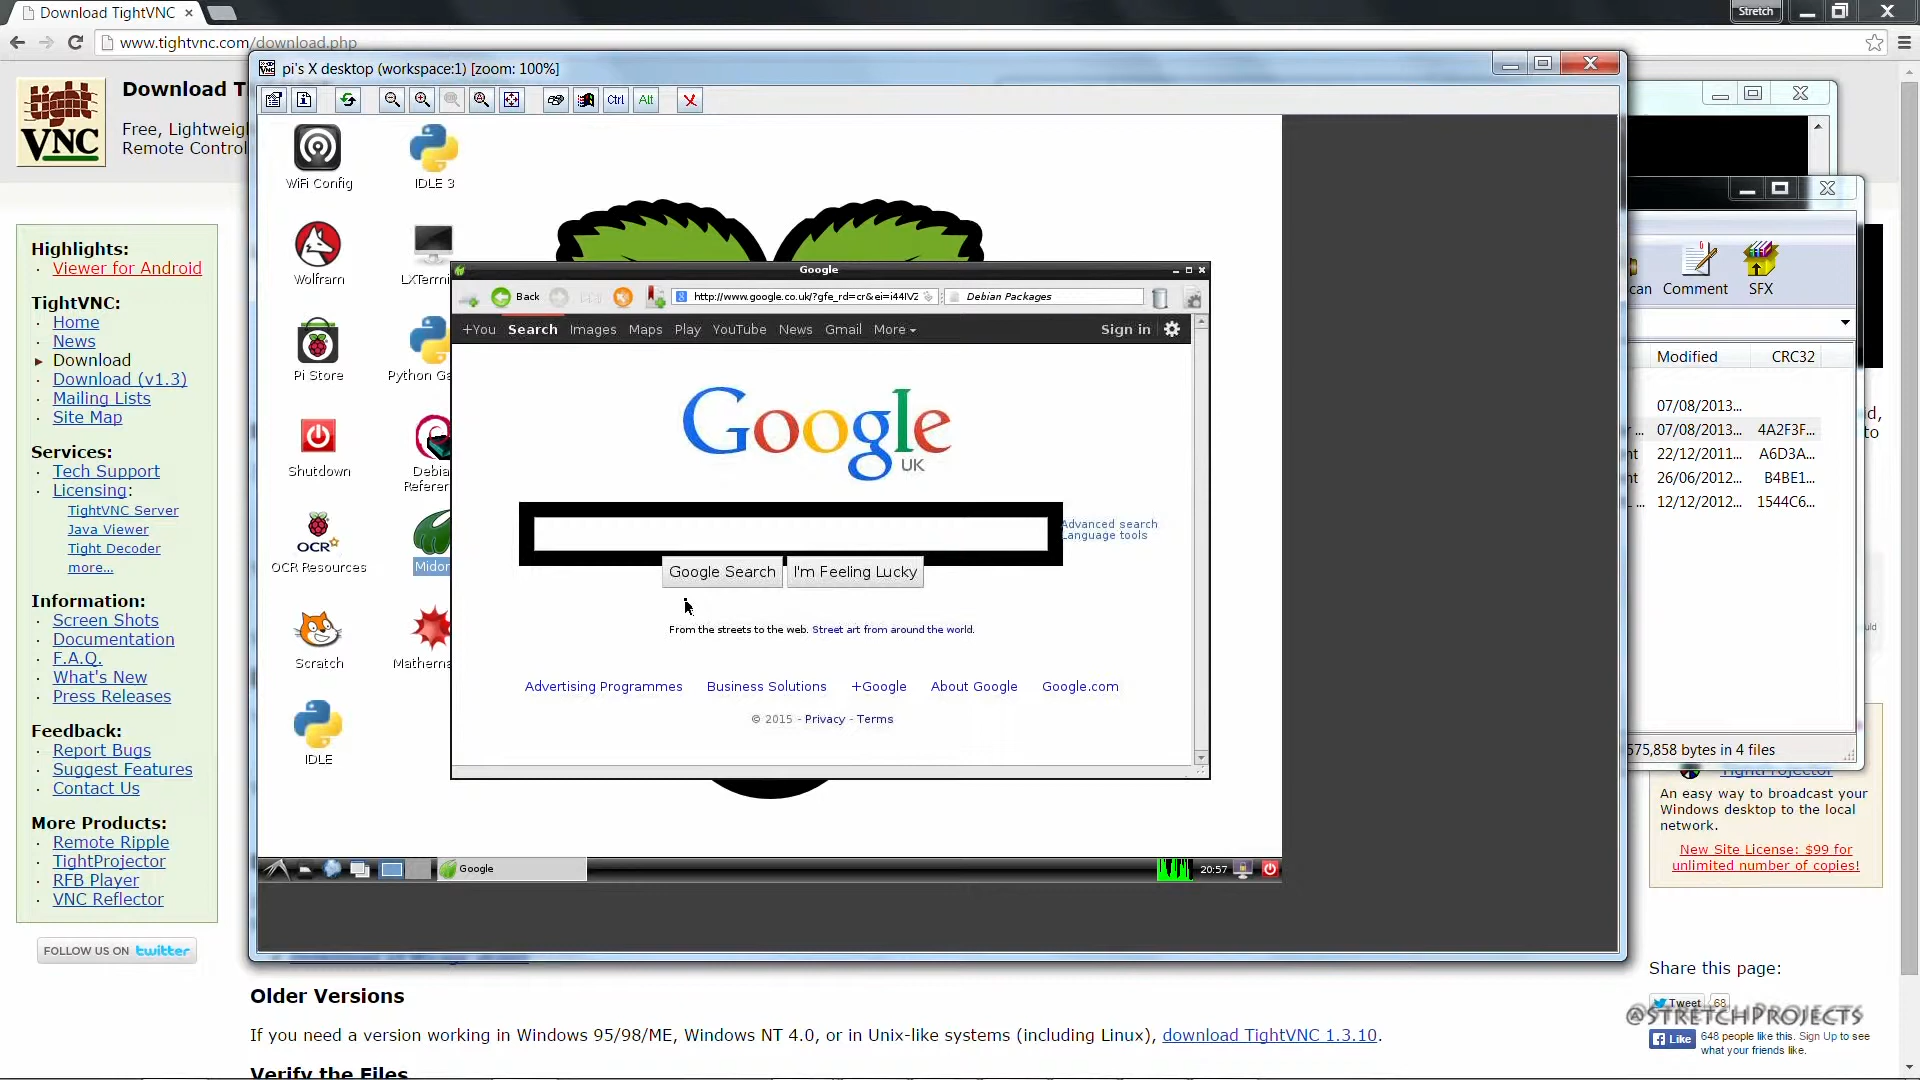 Download TightVNC
Stretch
www.tightvnc.com/download.php
tight
VNC
Download T
Free, Lightweigh
Remote Control
pi's X desktop (workspace:1) [zoom: 100%]
Ctrl
Alt
WiFi Config
IDLE 3
Wolfram
LXTermi
Pi Store
Python Ga
Shutdown
Debia
Referen
OCR
OCR Resources
Midor
Scratch
Mathema
IDLE
Google
Back
http://www.google.co.uk/?gfe_rd=cr&ei=i44IVZ
Debian Packages
+You Search Images Maps Play YouTube News Gmail More
Sign in
Google
UK
Advanced search
Language tools
Google Search
I'm Feeling Lucky
From the streets to the web. Street art from around the world.
Advertising Programmes Business Solutions +Google About Google Google.com
© 2015 - Privacy - Terms
Google
20:57
Highlights:
Viewer for Android
TightVNC:
Home
News
Download
Download (v1.3)
Mailing Lists
Site Map
Services:
Tech Support
Licensing:
TightVNC Server
Java Viewer
Tight Decoder
more...
Information:
Screen Shots
Documentation
F.A.Q.
What's New
Press Releases
Feedback:
Report Bugs
Suggest Features
Contact Us
More Products:
Remote Ripple
TightProjector
RFB Player
VNC Reflector
FOLLOW US ON twitter
can
Comment
SFX
Modified CRC32
07/08/2013...
07/08/2013... 4A2F3F...
22/12/2011... A6D3A...
26/06/2012... B4BE1...
12/12/2012... 1544C6...
575,858 bytes in 4 files
TightProjector
An easy way to broadcast your
Windows desktop to the local
network.
New Site License: $99 for
unlimited number of copies!
Older Versions
If you need a version working in Windows 95/98/ME, Windows NT 4.0, or in Unix-like systems (including Linux), download TightVNC 1.3.10.
Verify the Files
Share this page:
Tweet 68
@StretchProjects
Like
648 people like this. Sign Up to see
what your friends like.